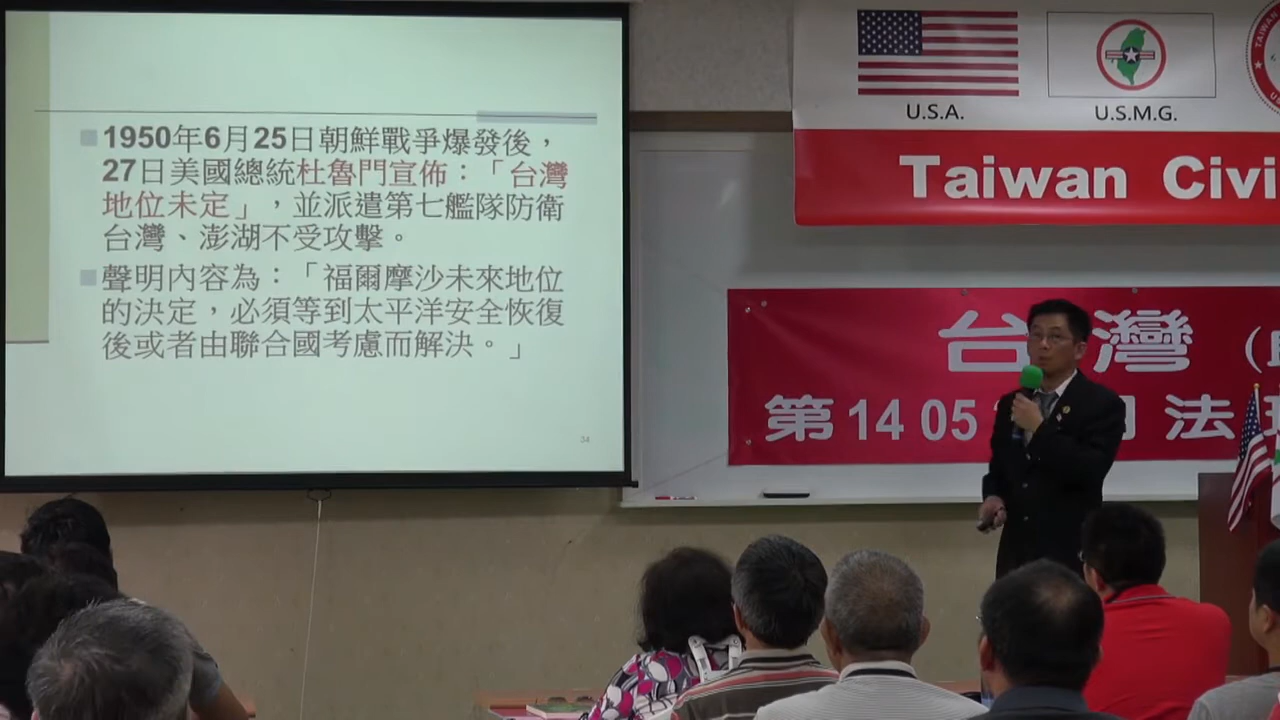 1950年6月25日朝鮮戰爭爆發後，
27日美國總統杜魯門宣佈：「台灣
地位未定」，並派遣第七艦隊防衛
台灣、澎湖不受攻擊。
聲明內容為：「福爾摩沙未來地位
的決定，必須等到太平洋安全恢復
後或者由聯合國考慮而解決。」
34
U.S.A.
U.S.M.G.
TAIWAN
Taiwan Civi
台灣
第 14 05
法